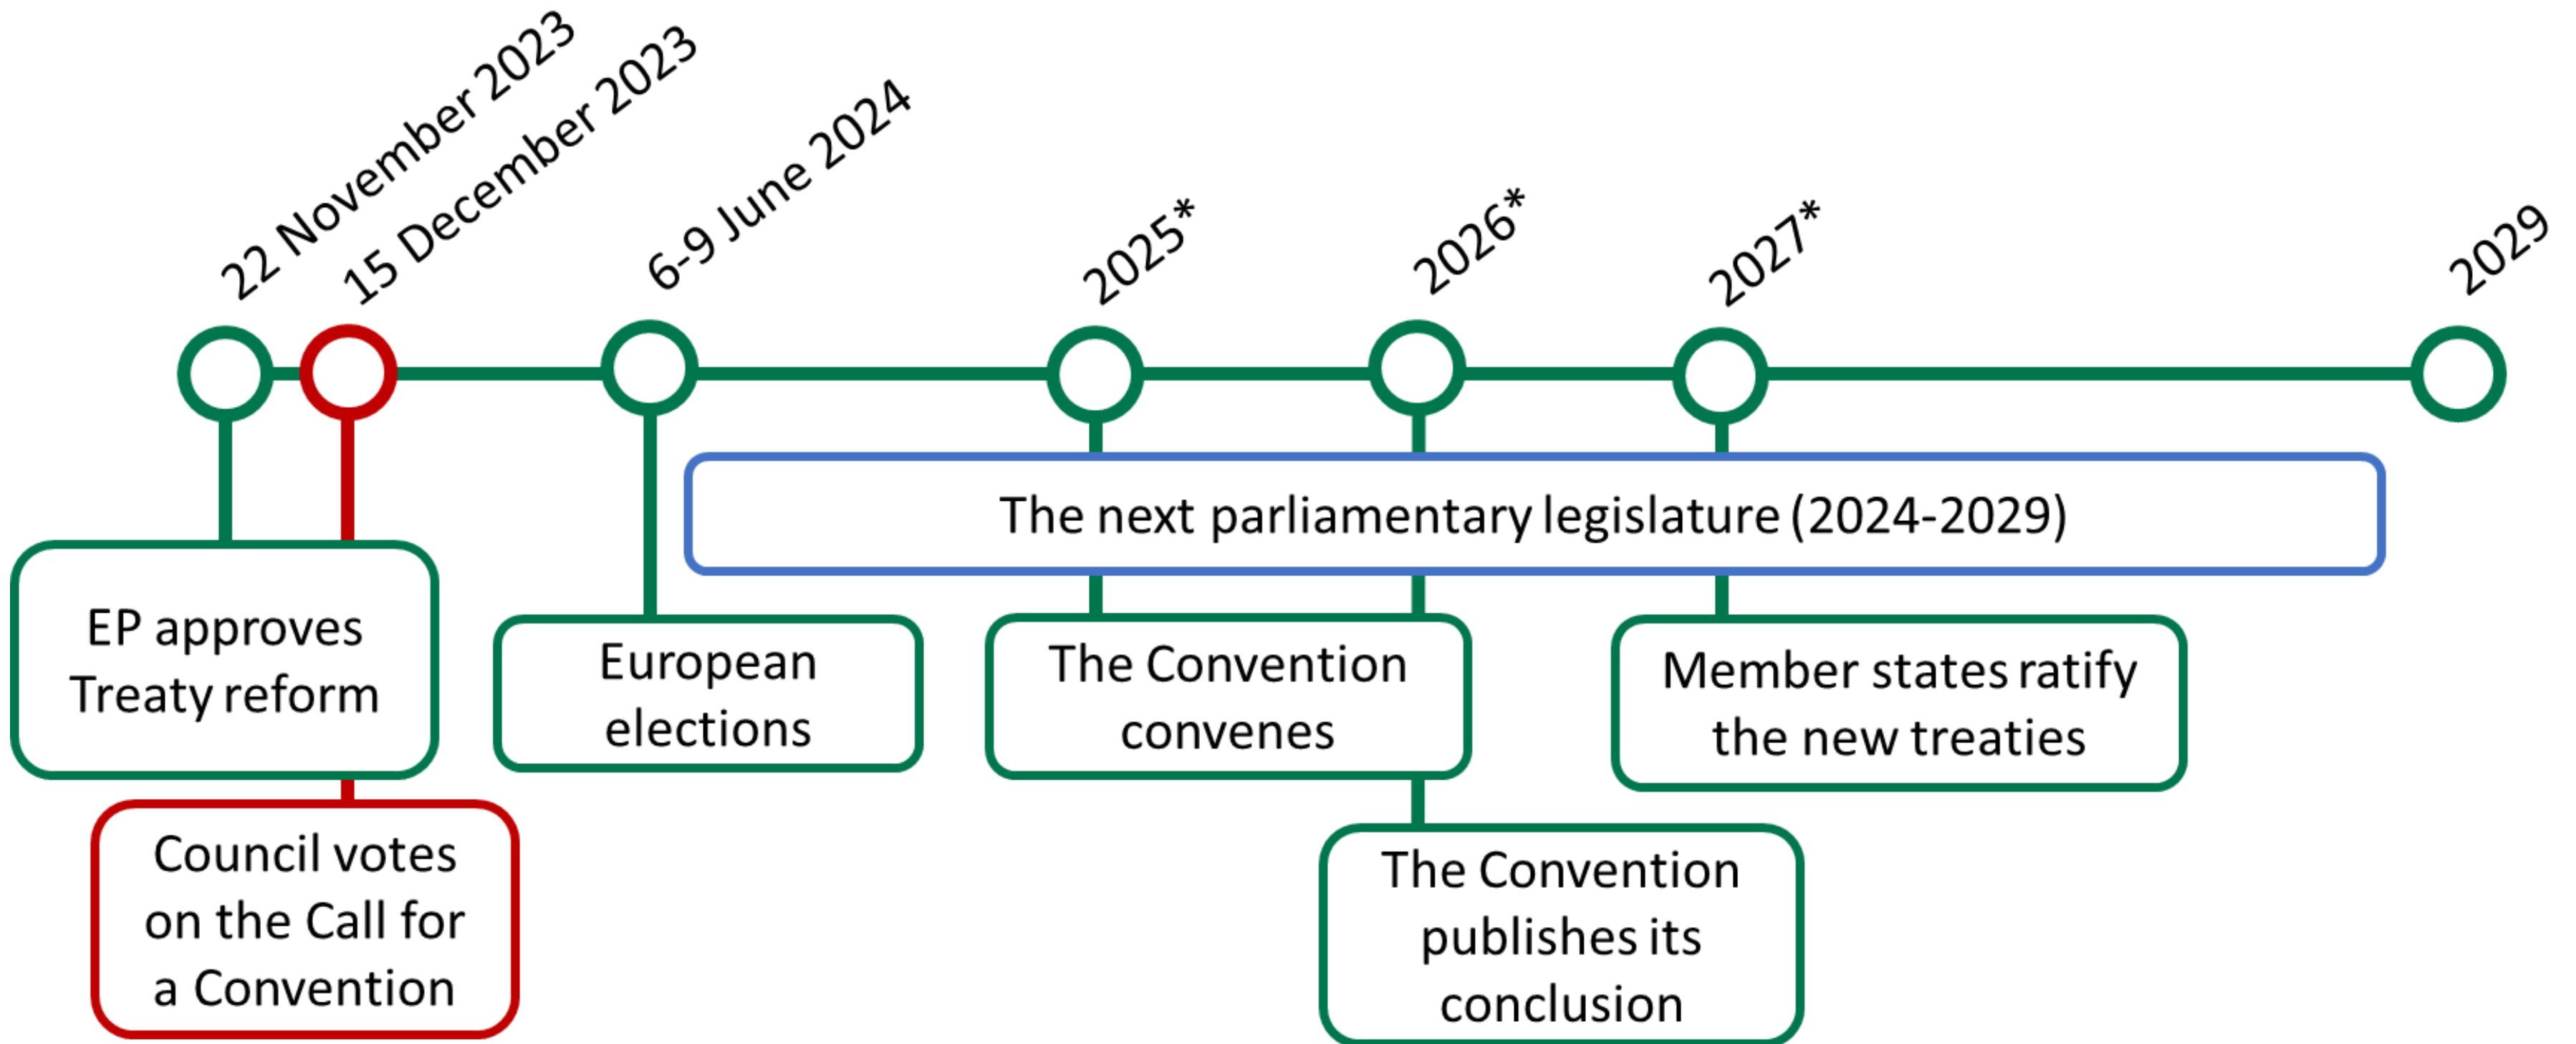 22 November 2023
15 December 2023
6-9 June 2024
2025*
2026*
2027*
2029
The next parliamentary legislature (2024-2029)
EP approves
Treaty reform
European
elections
The Convention
convenes
Member states ratify
the new treaties
Council votes
on the Call for
a Convention
The Convention
publishes its
conclusion